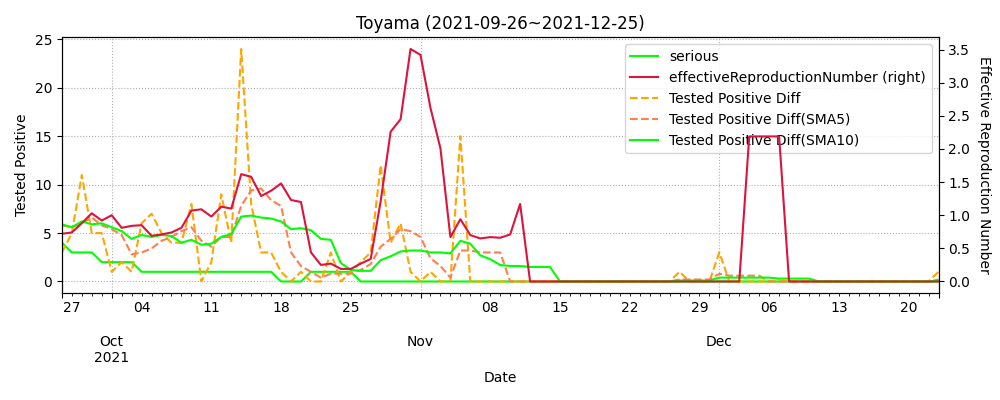 Toyama (2021-09-26~2021-12-25)
serious
effectiveReproductionNumber (right)
Tested Positive Diff
Tested Positive Diff(SMA5)
Tested Positive Diff(SMA10)
Tested Positive
25
20
15
10
5
0
Effective Reproduction Number
3.5
3.0
2.5
2.0
1.5
1.0
0.5
0.0
27 04 11 18 25 08 15 22 29 06 13 20
Oct Nov Dec
2021
Date